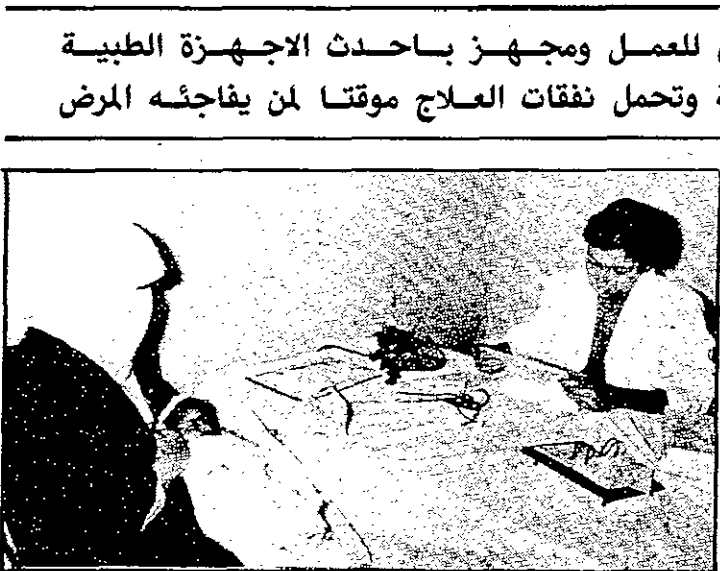 للعمل ومجهز باحدث الاجهزة الطبية
وتحمل نفقات العلاج موقتا لمن يفاجئه المرض